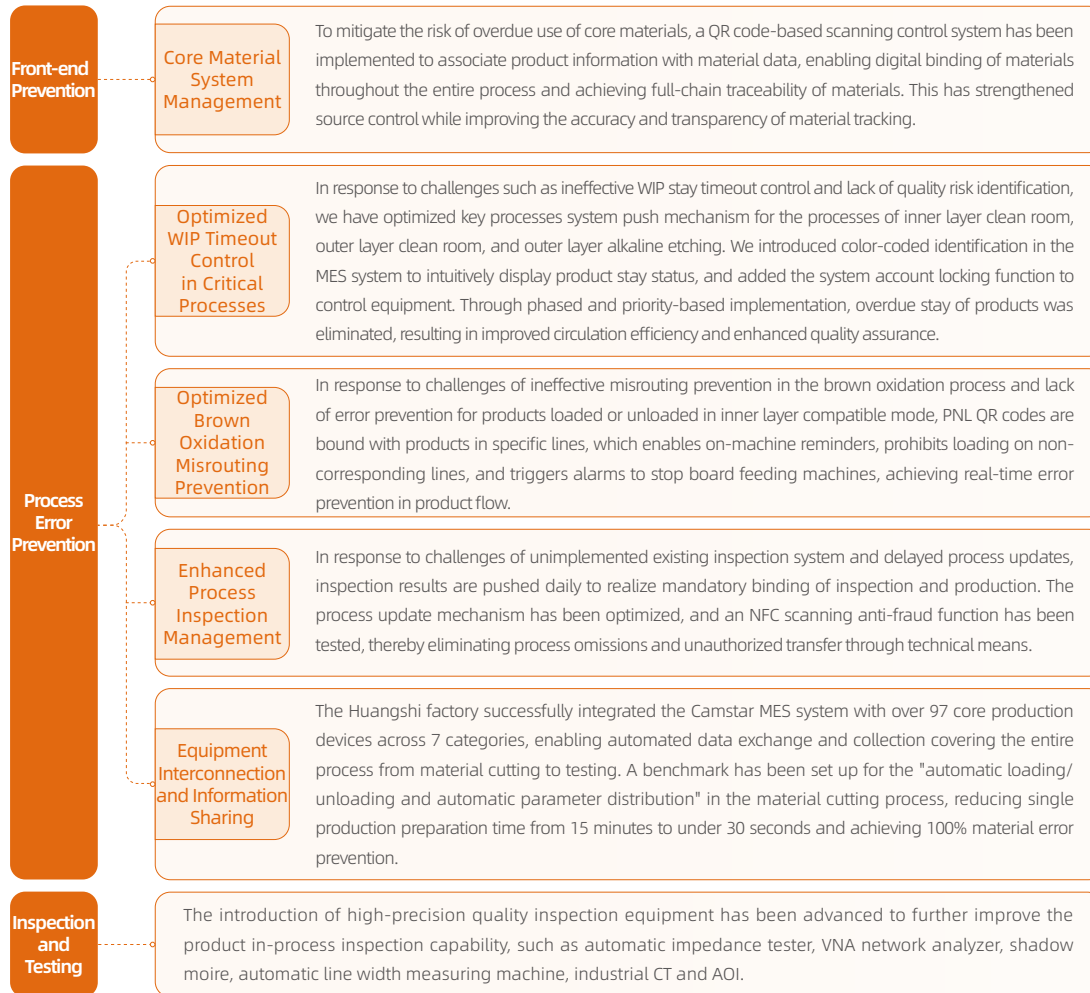 Front-end
Prevention
Core Material
System
Management
To mitigate the risk of overdue use of core materials, a QR code-based scanning control system has been
implemented to associate product information with material data, enabling digital binding of materials
throughout the entire process and achieving full-chain traceability of materials. This has strengthened
source control while improving the accuracy and transparency of material tracking.
Process
Error
Prevention
Optimized
WIP Timeout
Control
in Critical
Processes
In response to challenges such as ineffective WIP stay timeout control and lack of quality risk identification,
we have optimized key processes system push mechanism for the processes of inner layer clean room,
outer layer clean room, and outer layer alkaline etching. We introduced color-coded identification in the
MES system to intuitively display product stay status, and added the system account locking function to
control equipment. Through phased and priority-based implementation, overdue stay of products was
eliminated, resulting in improved circulation efficiency and enhanced quality assurance.
Optimized
Brown
Oxidation
Misrouting
Prevention
In response to challenges of ineffective misrouting prevention in the brown oxidation process and lack
of error prevention for products loaded or unloaded in inner layer compatible mode, PNL QR codes are
bound with products in specific lines, which enables on-machine reminders, prohibits loading on non-
corresponding lines, and triggers alarms to stop board feeding machines, achieving real-time error
prevention in product flow.
Enhanced
Process
Inspection
Management
In response to challenges of unimplemented existing inspection system and delayed process updates,
inspection results are pushed daily to realize mandatory binding of inspection and production. The
process update mechanism has been optimized, and an NFC scanning anti-fraud function has been
tested, thereby eliminating process omissions and unauthorized transfer through technical means.
Equipment
Interconnection
and Information
Sharing
The Huangshi factory successfully integrated the Camstar MES system with over 97 core production
devices across 7 categories, enabling automated data exchange and collection covering the entire
process from material cutting to testing. A benchmark has been set up for the "automatic loading/
unloading and automatic parameter distribution" in the material cutting process, reducing single
production preparation time from 15 minutes to under 30 seconds and achieving 100% material error
prevention.
Inspection
and
Testing
The introduction of high-precision quality inspection equipment has been advanced to further improve the
product in-process inspection capability, such as automatic impedance tester, VNA network analyzer, shadow
moire, automatic line width measuring machine, industrial CT and AOI.